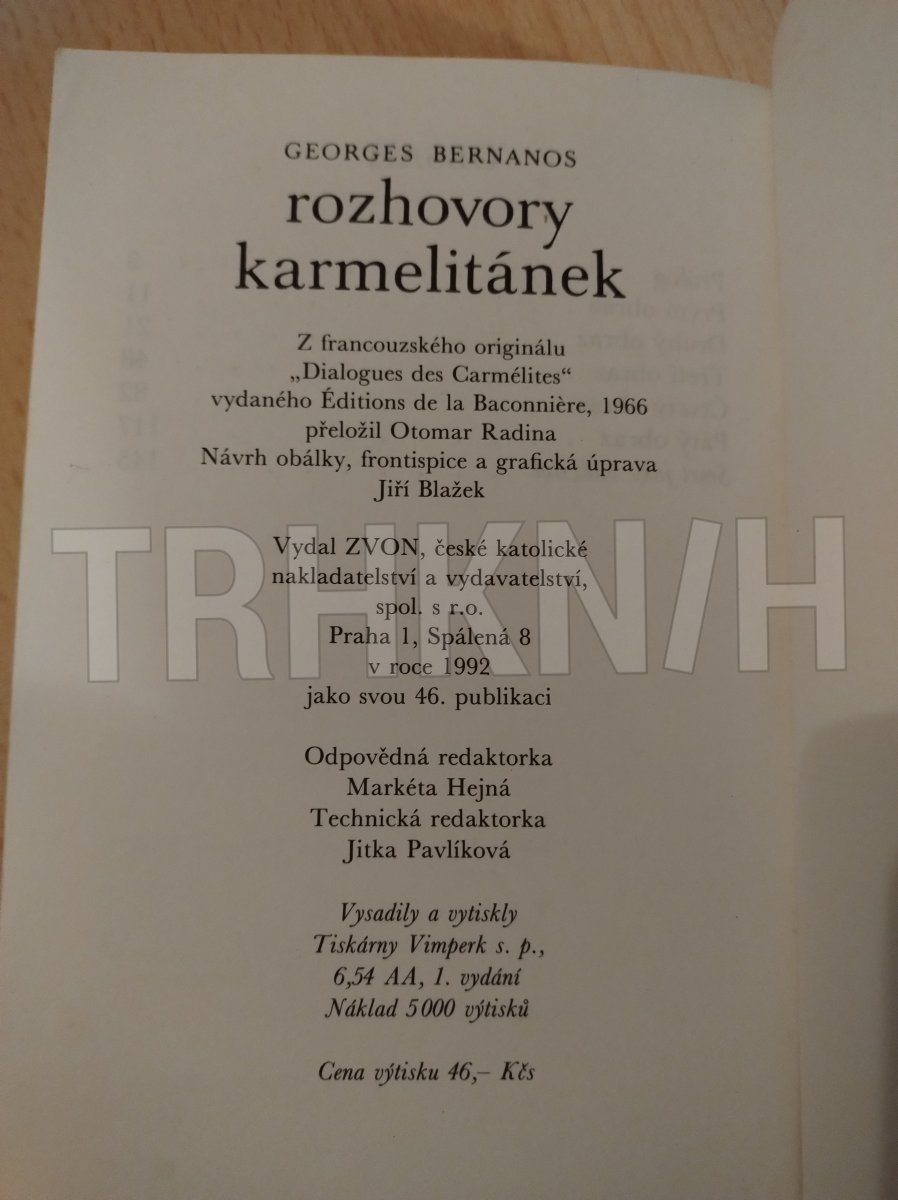 GEORGES BERNANOS
rozhovory
karmelitánek
Z francouzského originálu
„Dialogues des Carmélites“
vydaného Éditions de la Baconnière, 1966
přeložil Otomar Radina
Návrh obálky, frontispice a grafická úprava
Jiří Blažek
TRHKNIH
Vydal ZVON, české katolické
nakladatelství a vydavatelství,
spol. s r.o.
Praha 1, Spálená 8
v roce 1992
jako svou 46. publikaci
Odpovědná redaktorka
Markéta Hejná
Technická redaktorka
Jitka Pavlíková
Vysadily a vytiskly
Tiskárny Vimperk s. p.,
6,54 AA, 1. vydání
Náklad 5000 výtisků
Cena výtisku 46,– Kčs